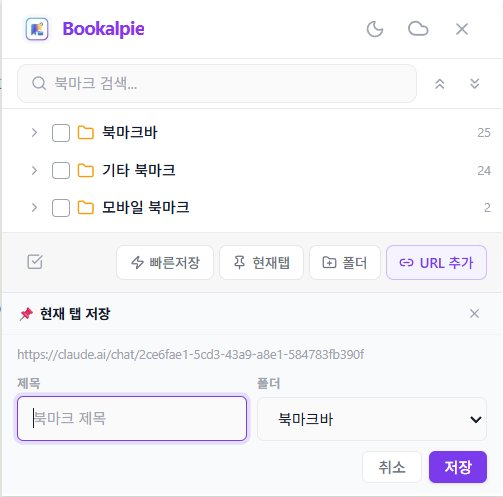 Bookalpie
북마크 검색...
북마크바 25
기타 북마크 24
모바일 북마크 2
빠른저장 현재탭 폴더 URL 추가
현재 탭 저장
https://claude.ai/chat/2ce6fae1-5cd3-43a9-a8e1-584783fb390f
제목 폴더
북마크 제목 북마크바
취소 저장